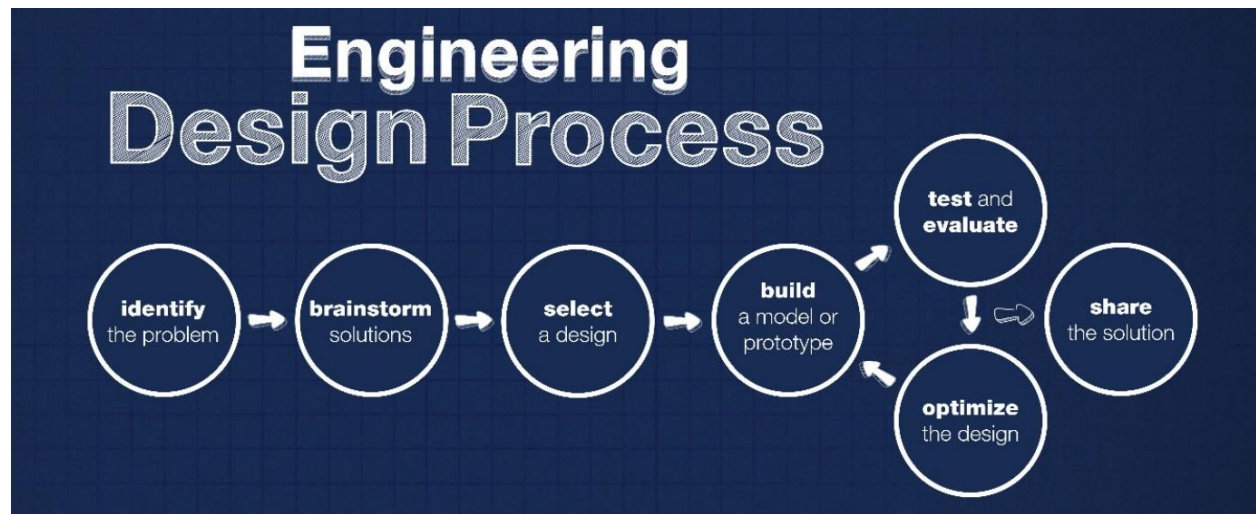 Engineering
Design Process
identify
the problem
brainstorm
solutions
select
a design
build
a model or
prototype
test and
evaluate
optimize
the design
share
the solution